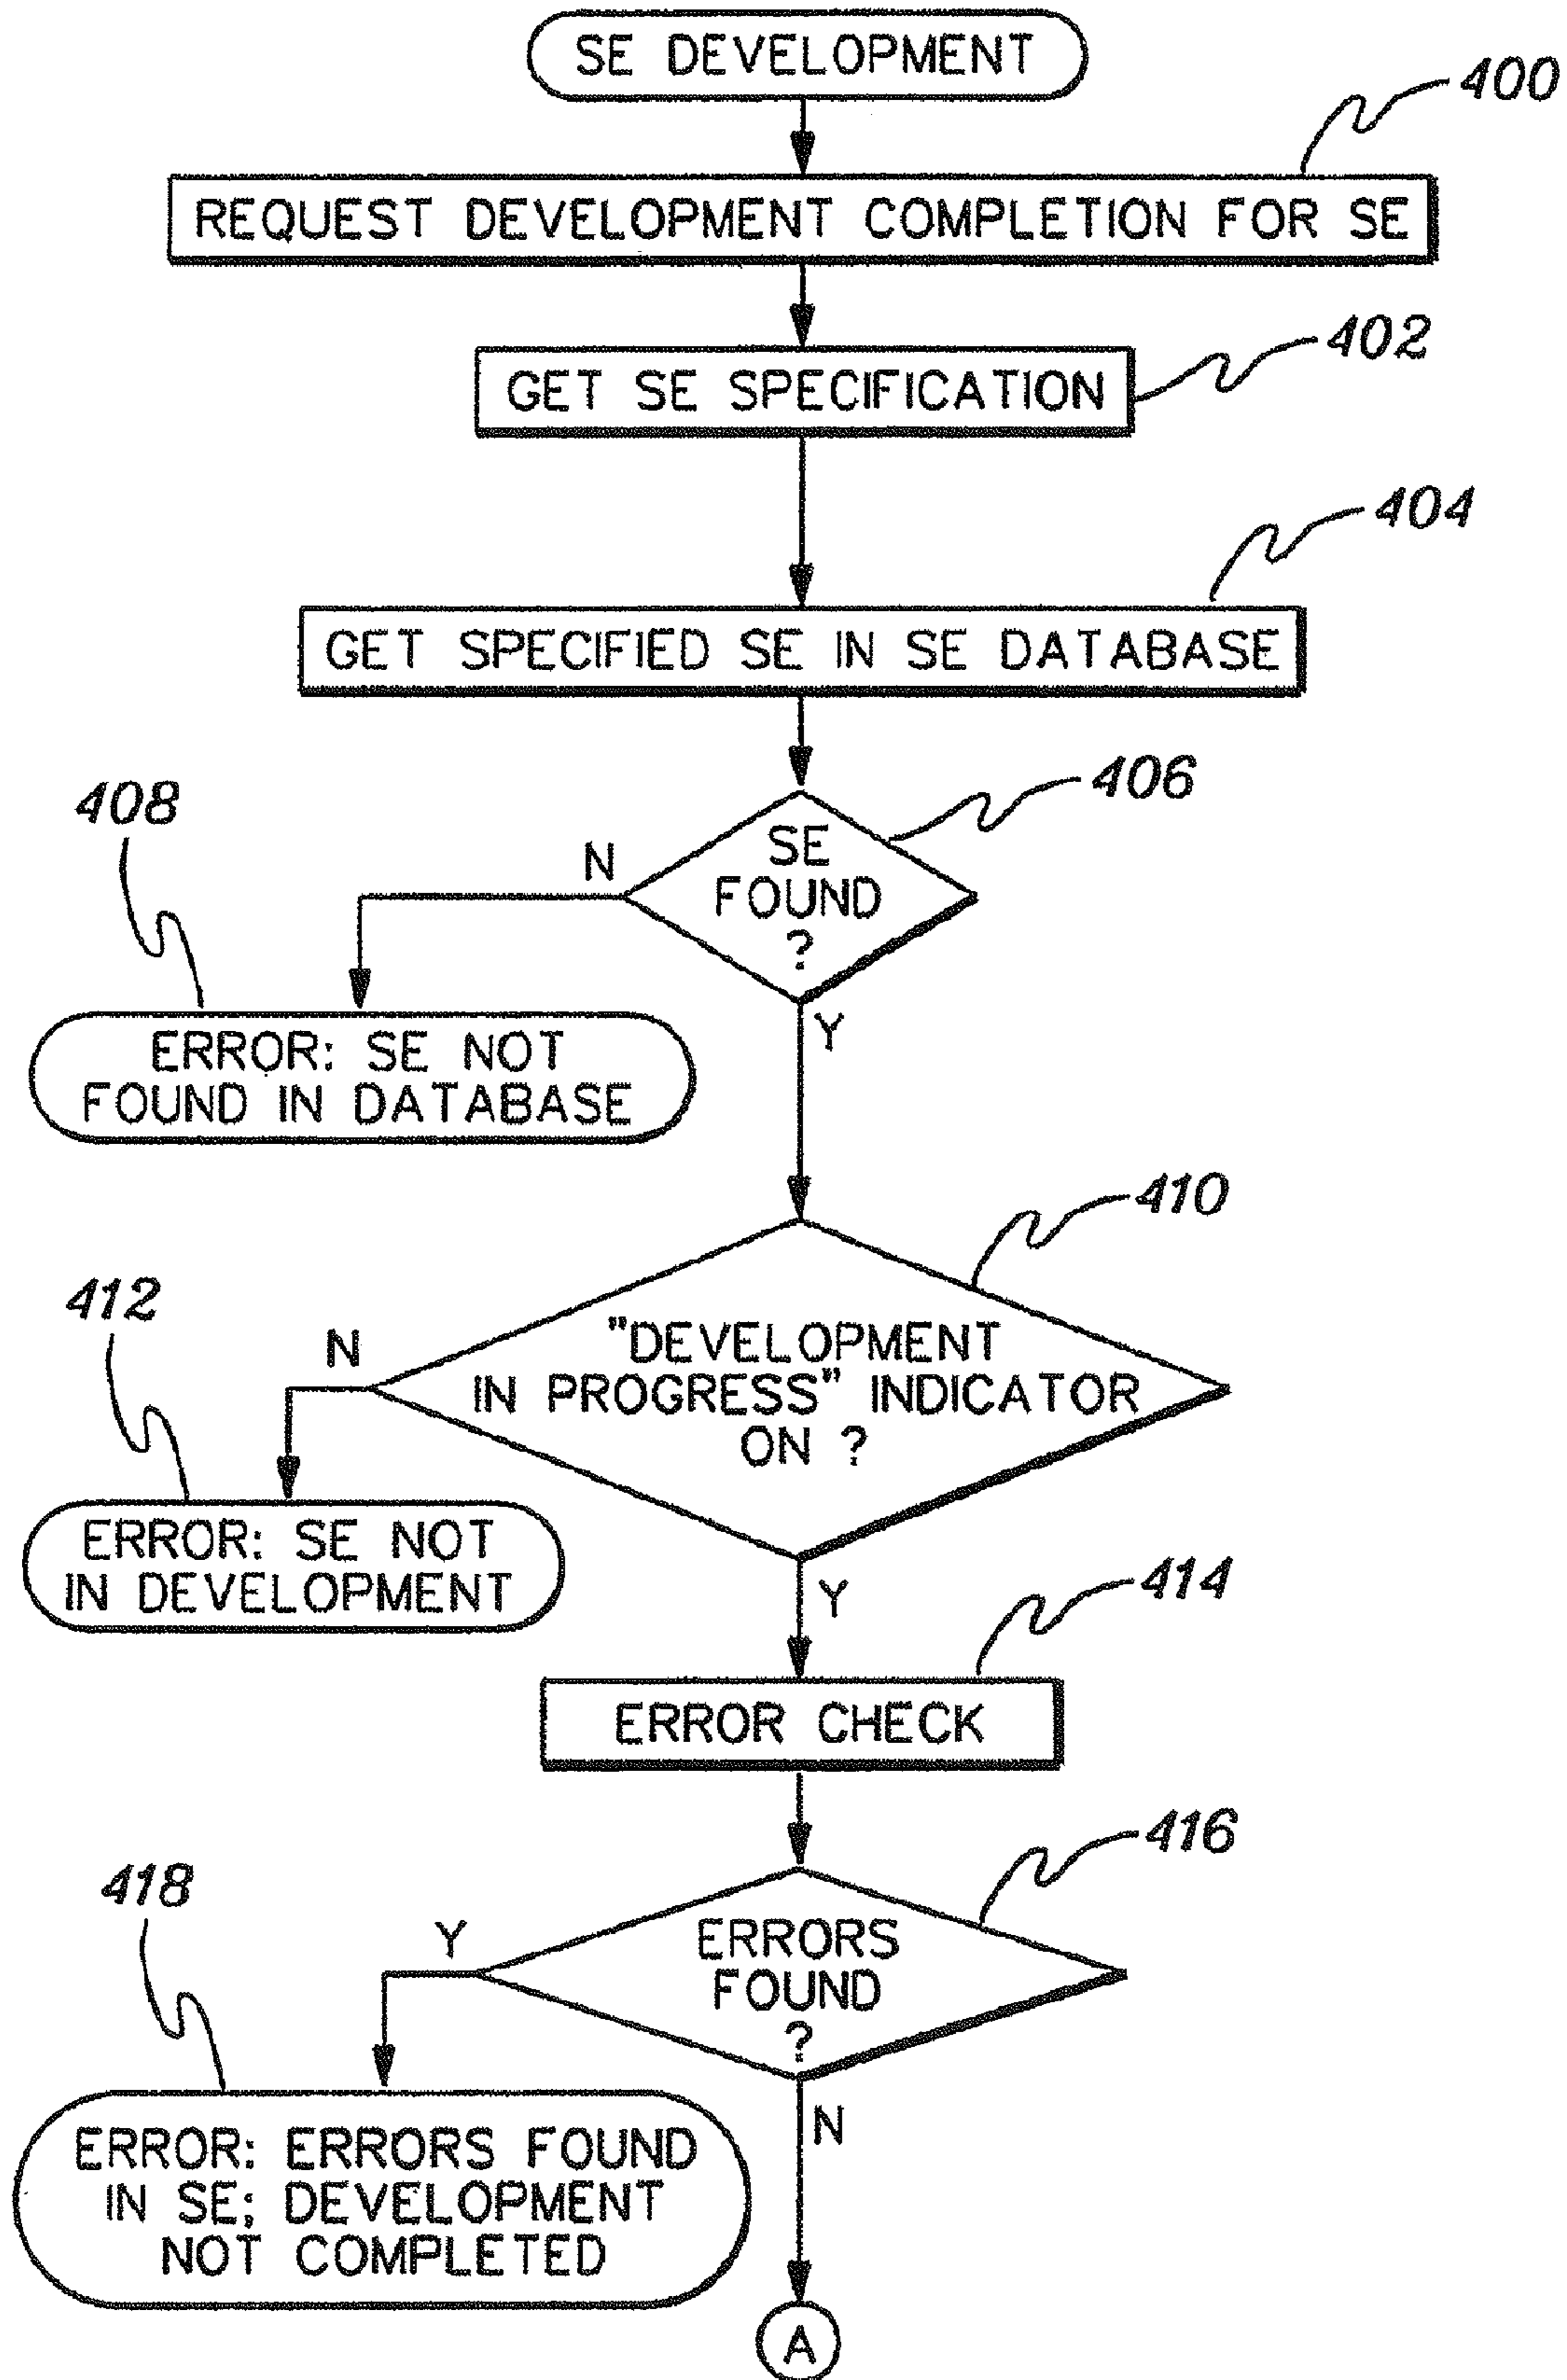 SE DEVELOPMENT
400
REQUEST DEVELOPMENT COMPLETION FOR SE
402
GET SE SPECIFICATION
404
GET SPECIFIED SE IN SE DATABASE
406
408
N
SE
FOUND
?
Y
ERROR: SE NOT
FOUND IN DATABASE
410
412
N
"DEVELOPMENT
IN PROGRESS" INDICATOR
ON ?
Y
ERROR: SE NOT
IN DEVELOPMENT
414
ERROR CHECK
416
418
Y
ERRORS
FOUND
?
N
ERROR: ERRORS FOUND
IN SE; DEVELOPMENT
NOT COMPLETED
A